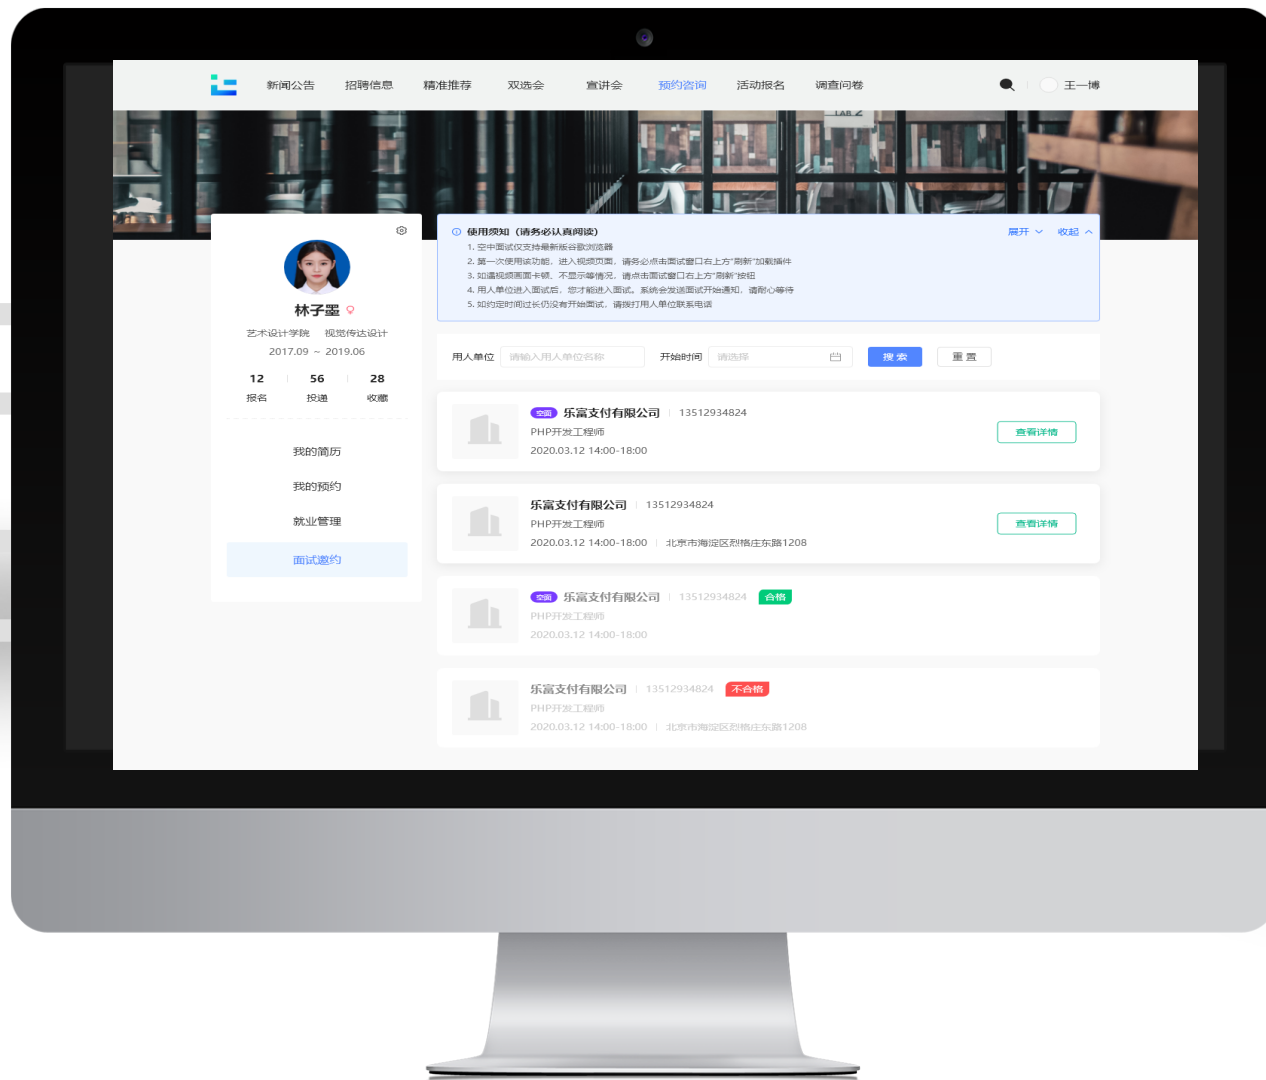 新闻公告 招聘信息 精准推荐 双选会 宣讲会 预约咨询 活动报名 调查问卷 王一博
LAB 2
林子墨
艺术设计学院 视觉传达设计
2017.09 ~ 2019.06
12 56 28
报名 投递 收藏
我的简历
我的预约
就业管理
面试邀约
使用须知（请务必认真阅读） 展开 收起
1. 空中面试仅支持最新版谷歌浏览器
2. 第一次使用该功能，进入视频页面，请务必点击面试窗口右上方“刷新”加载插件
3. 如遇视频画面卡顿、不显示等情况，请点击面试窗口右上方“刷新”按钮
4. 用人单位进入面试后，您才能进入面试。系统会发送面试开始通知，请耐心等待
5. 如约定时间过长仍没有开始面试，请拨打用人单位联系电话
用人单位 请输入用人单位名称 开始时间 请选择 搜索 重置
空面 乐富支付有限公司 13512934824
PHP开发工程师
2020.03.12 14:00-18:00
查看详情
乐富支付有限公司 13512934824
PHP开发工程师
2020.03.12 14:00-18:00 北京市海淀区烈格庄东路1208
查看详情
空面 乐富支付有限公司 13512934824 合格
PHP开发工程师
2020.03.12 14:00-18:00
乐富支付有限公司 13512934824 不合格
PHP开发工程师
2020.03.12 14:00-18:00 北京市海淀区烈格庄东路1208